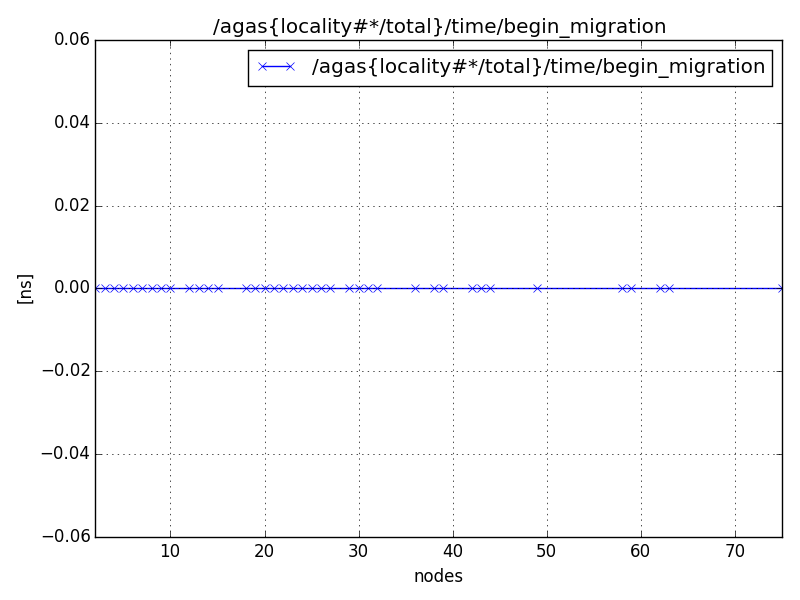 /agas{locality#*/total}/time/begin_migration
/agas{locality#*/total}/time/begin_migration
0.06
0.04
0.02
0.00
−0.02
−0.04
−0.06
[ns]
10 20 30 40 50 60 70
nodes